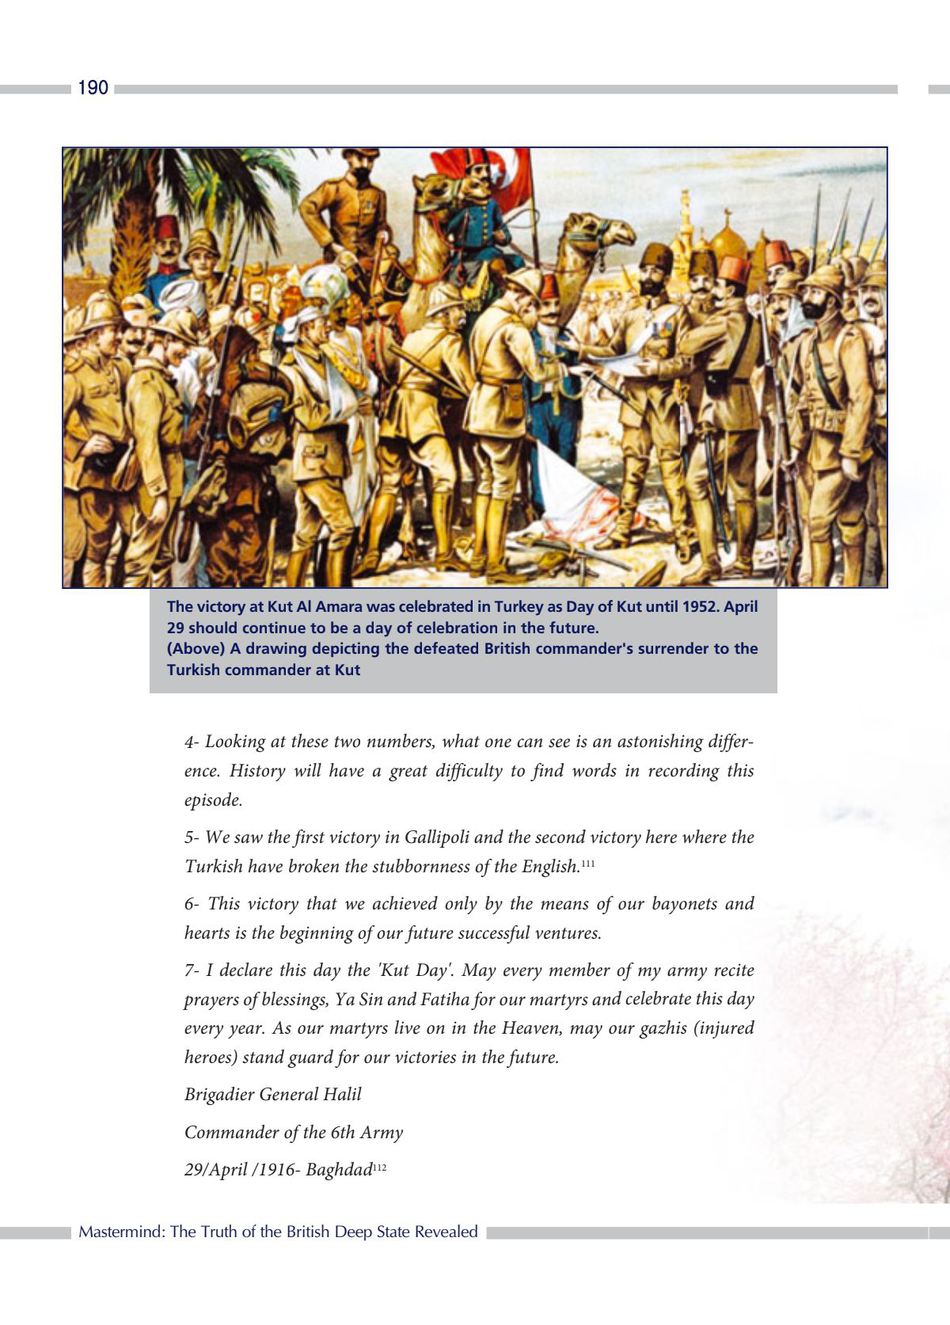 190
The victory at Kut Al Amara was celebrated in Turkey as Day of Kut until 1952. April
29 should continue to be a day of celebration in the future.
(Above) A drawing depicting the defeated British commander's surrender to the
Turkish commander at Kut
4- Looking at these two numbers, what one can see is an astonishing differ-
ence. History will have a great difficulty to find words in recording this
episode.
5- We saw the first victory in Gallipoli and the second victory here where the
Turkish have broken the stubbornness of the English.111
6- This victory that we achieved only by the means of our bayonets and
hearts is the beginning of our future successful ventures.
7- I declare this day the 'Kut Day'. May every member of my army recite
prayers of blessings, Ya Sin and Fatiha for our martyrs and celebrate this day
every year. As our martyrs live on in the Heaven, may our gazhis (injured
heroes) stand guard for our victories in the future.
Brigadier General Halil
Commander of the 6th Army
29/April /1916- Baghdad112
Mastermind: The Truth of the British Deep State Revealed